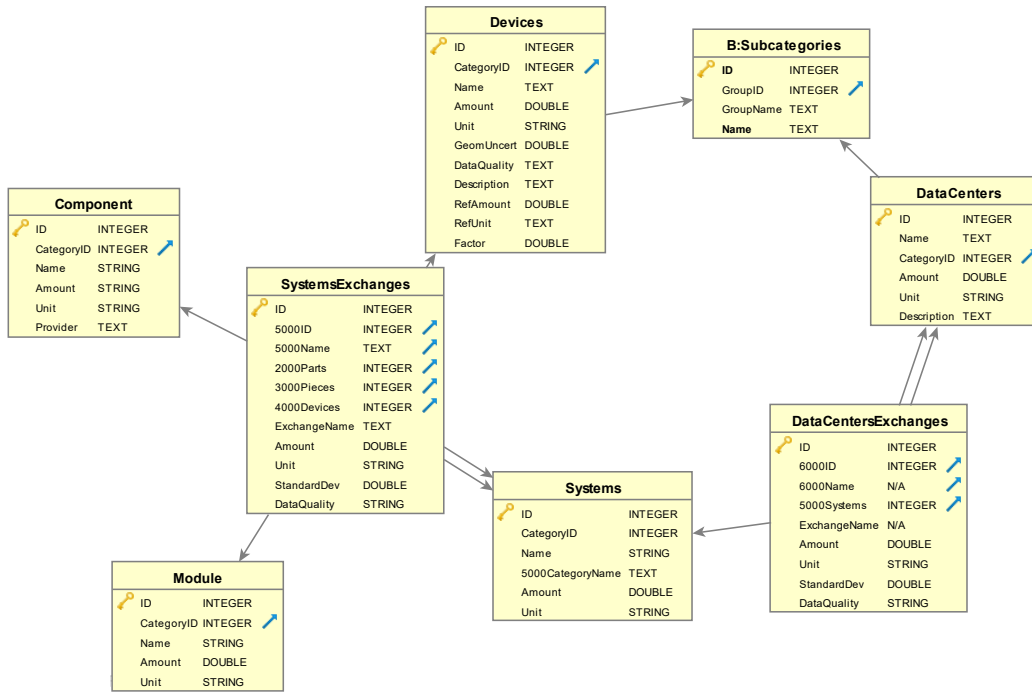 Devices
ID INTEGER
CategoryID INTEGER
Name TEXT
Amount DOUBLE
Unit STRING
GeomUncert DOUBLE
DataQuality TEXT
Description TEXT
RefAmount DOUBLE
RefUnit TEXT
Factor DOUBLE
B:Subcategories
ID INTEGER
GroupID INTEGER
GroupName TEXT
Name TEXT
Component
ID INTEGER
CategoryID INTEGER
Name STRING
Amount STRING
Unit STRING
Provider TEXT
DataCenters
ID INTEGER
Name TEXT
CategoryID INTEGER
Amount DOUBLE
Unit STRING
Description TEXT
SystemsExchanges
ID INTEGER
5000ID INTEGER
5000Name TEXT
2000Parts INTEGER
3000Pieces INTEGER
4000Devices INTEGER
ExchangeName TEXT
Amount DOUBLE
Unit STRING
StandardDev DOUBLE
DataQuality STRING
DataCentersExchanges
ID INTEGER
6000ID INTEGER
6000Name N/A
5000Systems INTEGER
ExchangeName N/A
Amount DOUBLE
Unit STRING
StandardDev DOUBLE
DataQuality STRING
Systems
ID INTEGER
CategoryID INTEGER
Name STRING
5000CategoryName TEXT
Amount DOUBLE
Unit STRING
Module
ID INTEGER
CategoryID INTEGER
Name STRING
Amount DOUBLE
Unit STRING